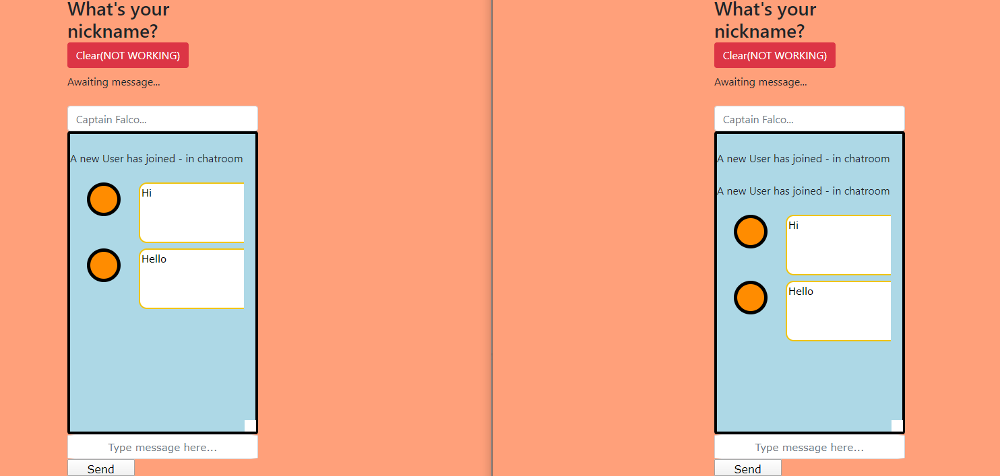 What's your
nickname?
Clear(NOT WORKING)
Awaiting message...
Captain Falco...
A new User has joined - in chatroom
Hi
Hello
Type message here...
Send
What's your
nickname?
Clear(NOT WORKING)
Awaiting message...
Captain Falco...
A new User has joined - in chatroom
A new User has joined - in chatroom
Hi
Hello
Type message here...
Send